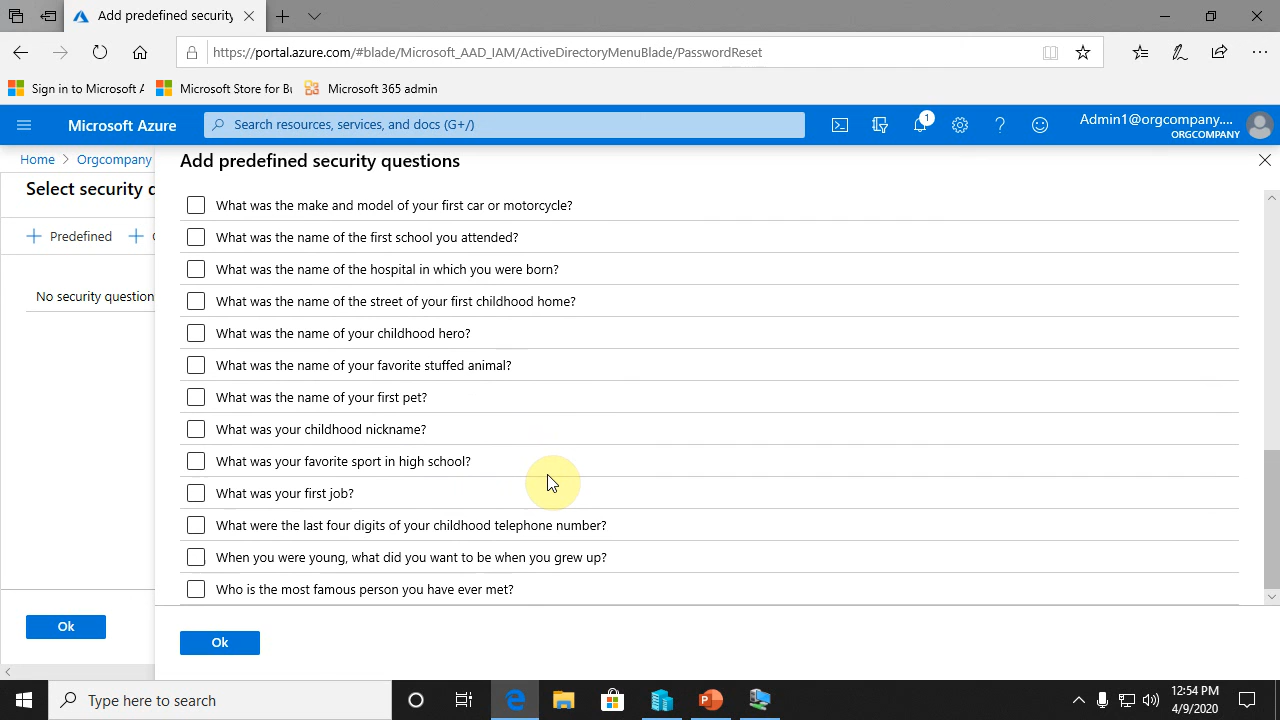 Add predefined security
https://portal.azure.com/#blade/Microsoft_AAD_IAM/ActiveDirectoryMenuBlade/PasswordReset
Sign in to Microsoft A
Microsoft Store for Bu
Microsoft 365 admin
Microsoft Azure
Search resources, services, and docs (G+/)
1
Admin1@orgcompany....
ORGCOMPANY
Home > Orgcompany
Add predefined security questions
Select security q
What was the make and model of your first car or motorcycle?
+ Predefined +
What was the name of the first school you attended?
What was the name of the hospital in which you were born?
No security question
What was the name of the street of your first childhood home?
What was the name of your childhood hero?
What was the name of your favorite stuffed animal?
What was the name of your first pet?
What was your childhood nickname?
What was your favorite sport in high school?
What was your first job?
What were the last four digits of your childhood telephone number?
When you were young, what did you want to be when you grew up?
Who is the most famous person you have ever met?
Ok
Ok
Type here to search
12:54 PM
4/9/2020